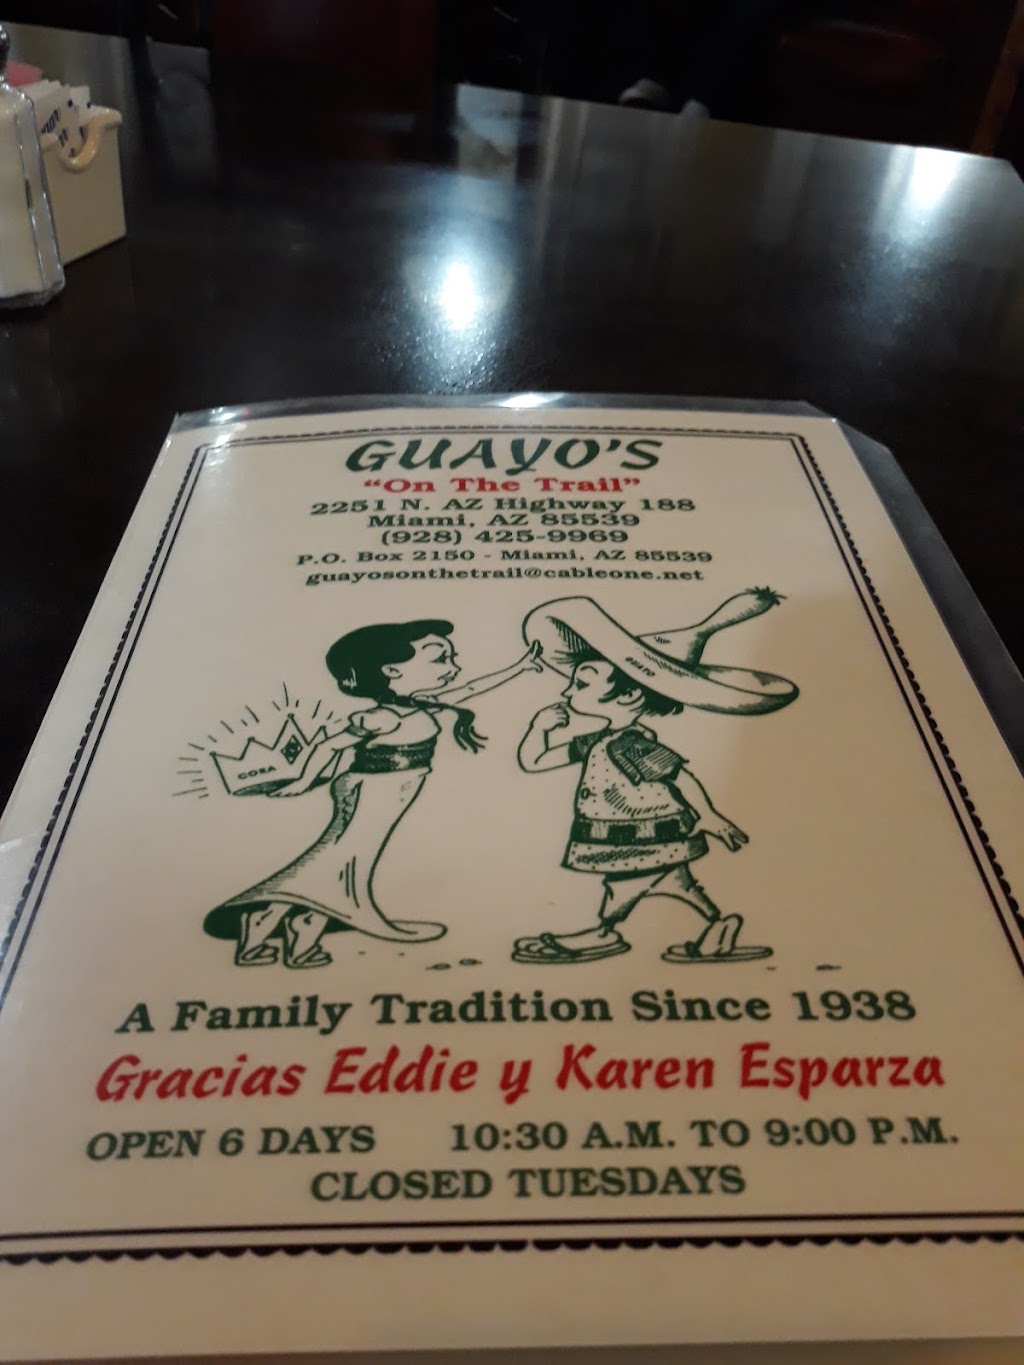 GUAYO'S
"On The Trail"
2251 N. AZ Highway 188
Miami, AZ 85539
(928) 425-9969
P.O. Box 2150 - Miami, AZ 85539
guayosonthetrail@cableone.net
GUAYO
CORA
A Family Tradition Since 1938
Gracias Eddie y Karen Esparza
OPEN 6 DAYS 10:30 A.M. TO 9:00 P.M.
CLOSED TUESDAYS